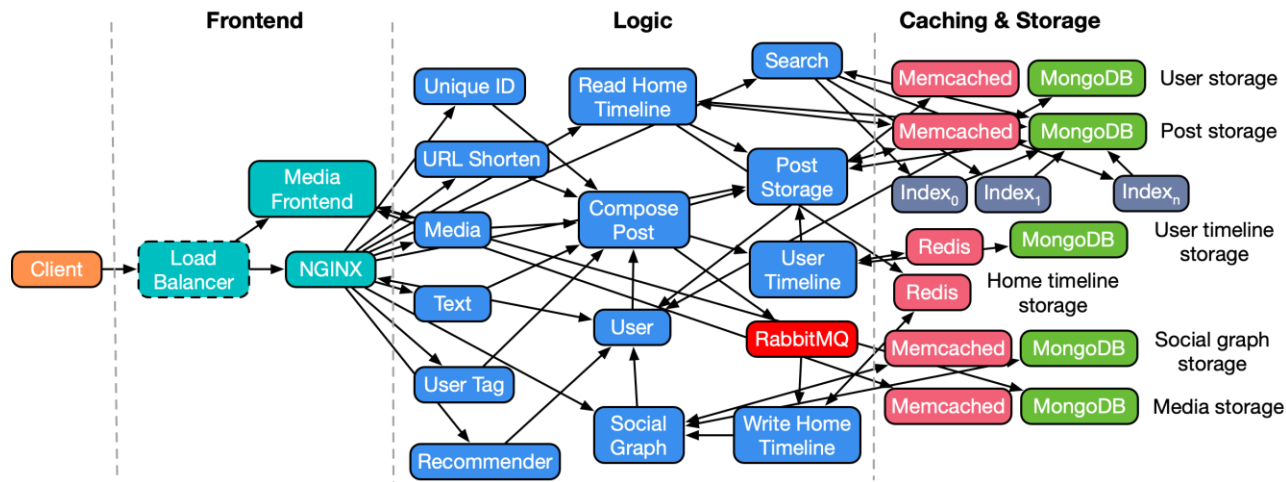 Frontend
Logic
Caching & Storage
Client
Load
Balancer
Media
Frontend
NGINX
Unique ID
URL Shorten
Media
Text
User Tag
Recommender
Read Home
Timeline
Compose
Post
User
Social
Graph
Search
Post
Storage
User
Timeline
RabbitMQ
Write Home
Timeline
Memcached
MongoDB
User storage
Memcached
MongoDB
Post storage
Index0
Index1
Indexn
Redis
MongoDB
User timeline
storage
Redis
Home timeline
storage
Memcached
MongoDB
Social graph
storage
Memcached
MongoDB
Media storage